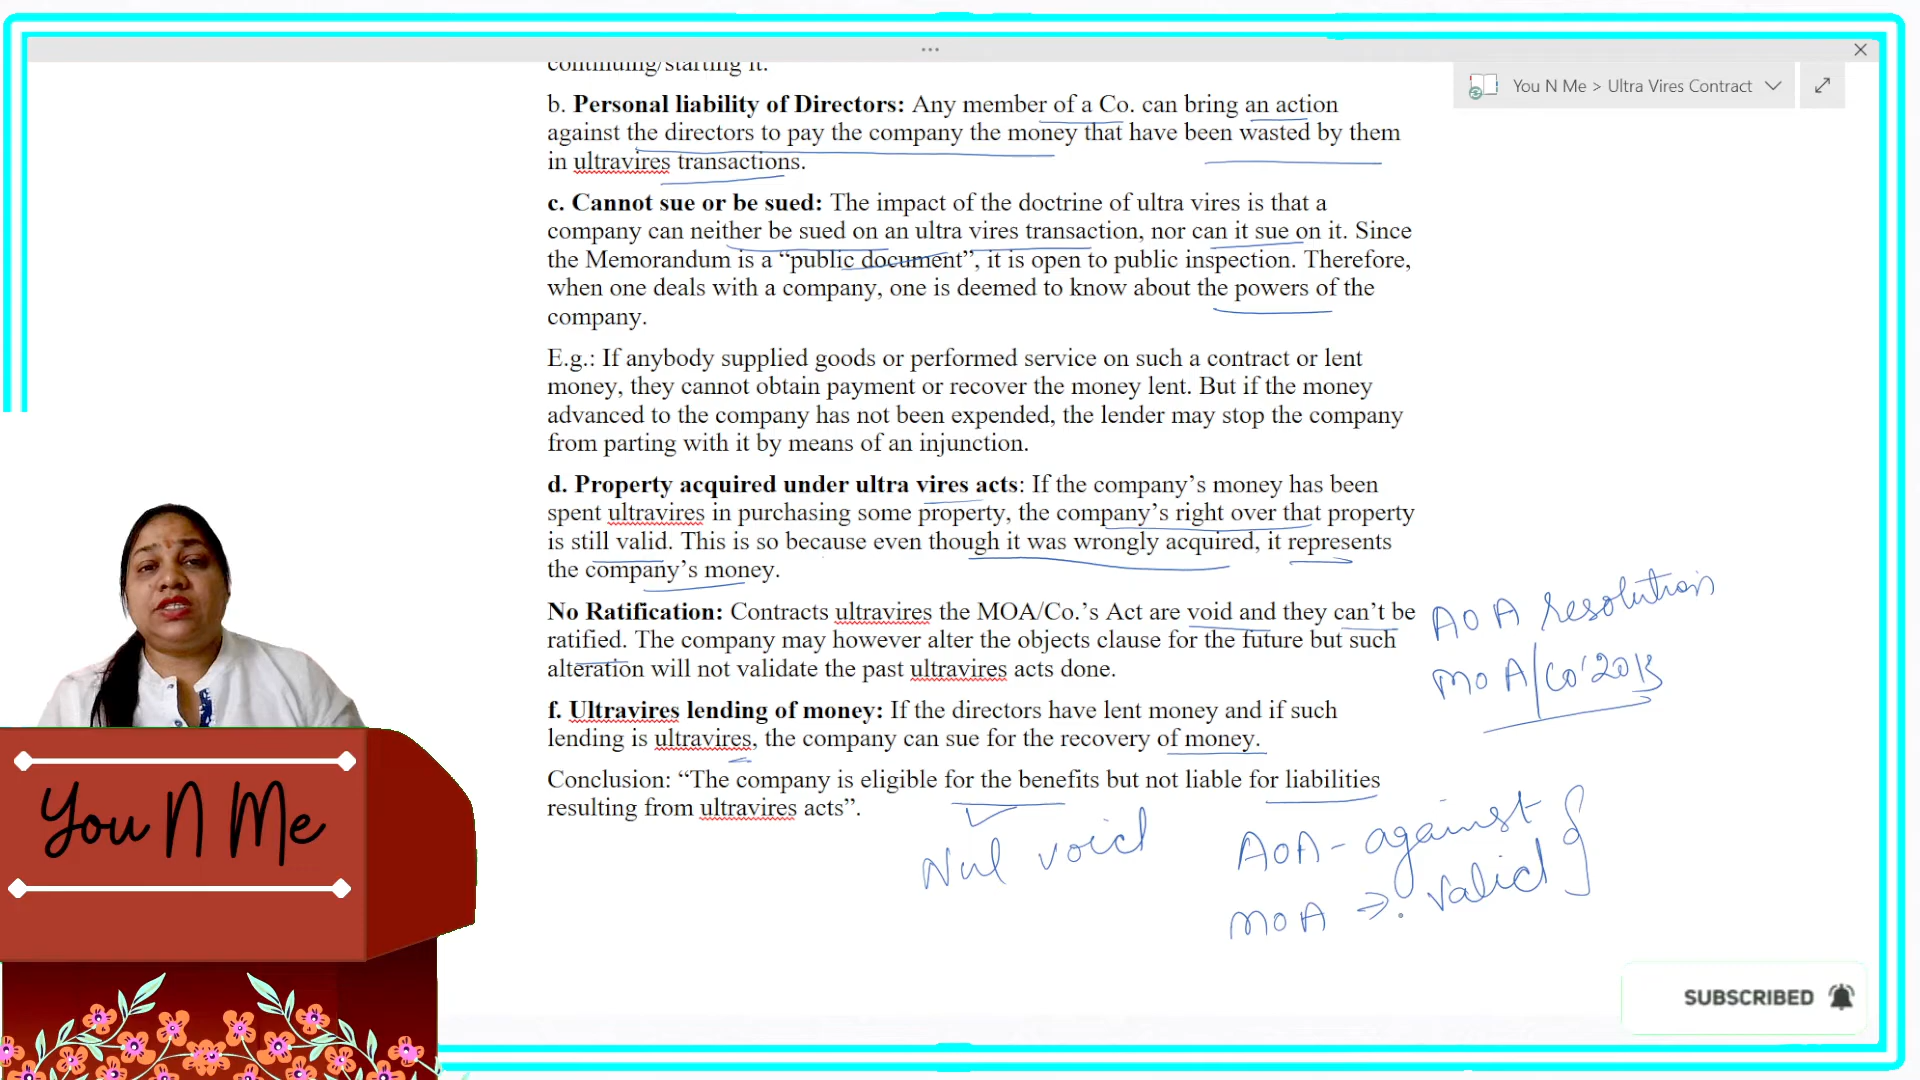 ...
continuing/starting it.
You N Me > Ultra Vires Contract
b. Personal liability of Directors: Any member of a Co. can bring an action
against the directors to pay the company the money that have been wasted by them
in ultravires transactions.
c. Cannot sue or be sued: The impact of the doctrine of ultra vires is that a
company can neither be sued on an ultra vires transaction, nor can it sue on it. Since
the Memorandum is a “public document”, it is open to public inspection. Therefore,
when one deals with a company, one is deemed to know about the powers of the
company.
E.g.: If anybody supplied goods or performed service on such a contract or lent
money, they cannot obtain payment or recover the money lent. But if the money
advanced to the company has not been expended, the lender may stop the company
from parting with it by means of an injunction.
d. Property acquired under ultra vires acts: If the company’s money has been
spent ultravires in purchasing some property, the company’s right over that property
is still valid. This is so because even though it was wrongly acquired, it represents
the company’s money.
No Ratification: Contracts ultravires the MOA/Co.’s Act are void and they can’t be
ratified. The company may however alter the objects clause for the future but such
alteration will not validate the past ultravires acts done.
AOA resolution
MOA/Co'2013
f. Ultravires lending of money: If the directors have lent money and if such
lending is ultravires, the company can sue for the recovery of money.
Conclusion: “The company is eligible for the benefits but not liable for liabilities
resulting from ultravires acts”.
Nul void
AOA - against
MOA → valid
You N Me
SUBSCRIBED